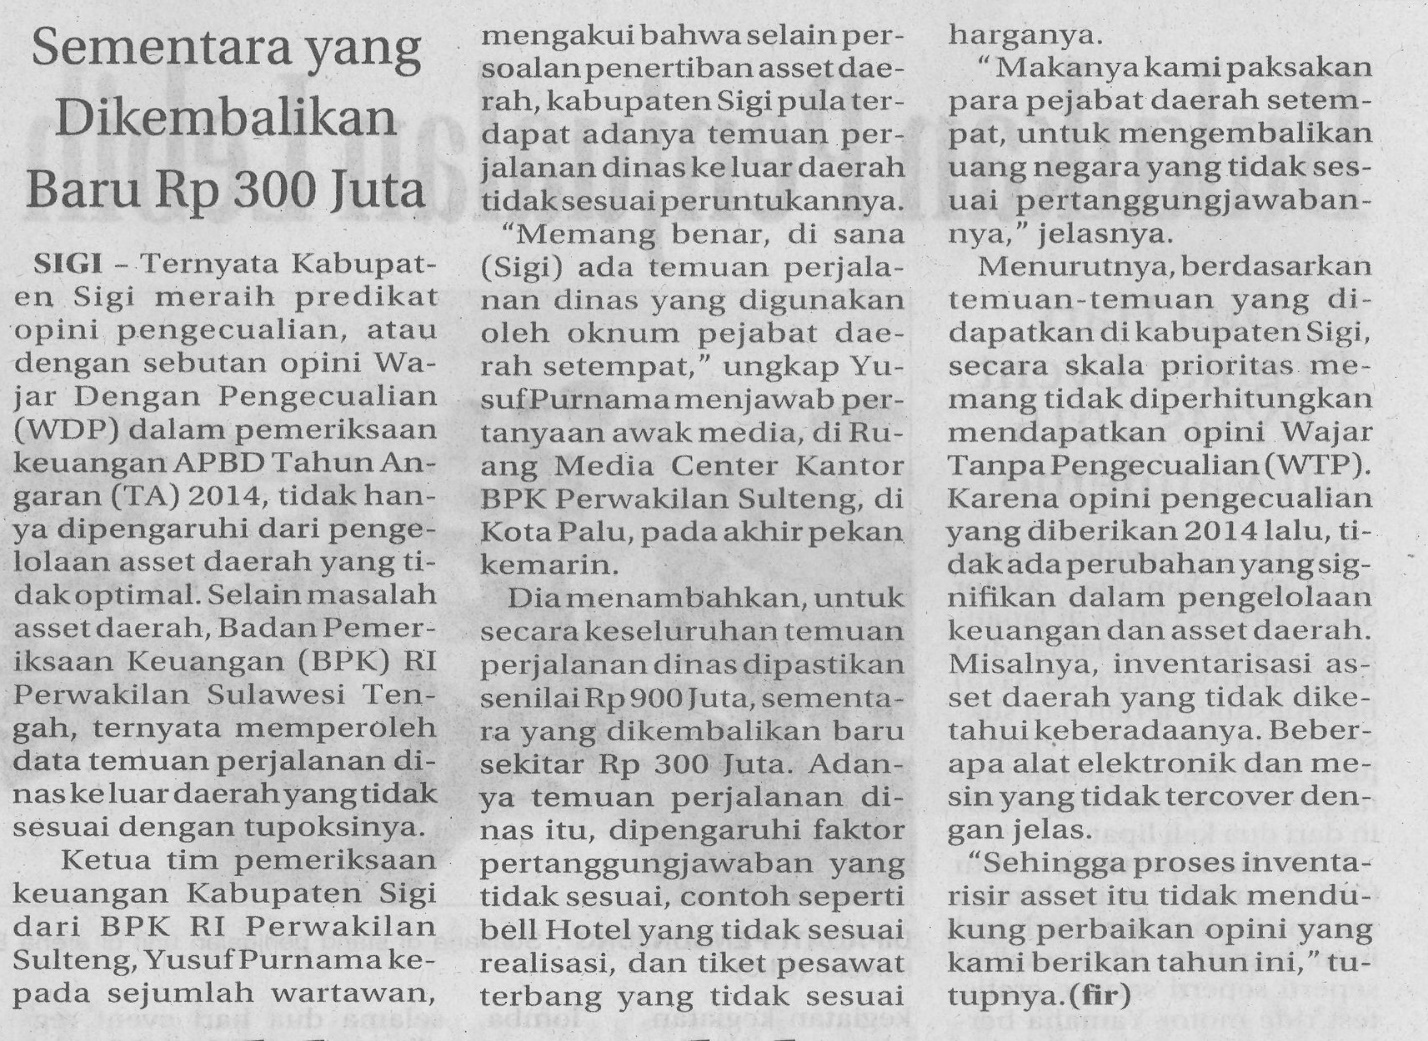 Sementara yang
Dikembalikan
Baru Rp 300 Juta
SIGI – Ternyata Kabupat-
en Sigi meraih predikat
opini pengecualian, atau
dengan sebutan opini Wa-
jar Dengan Pengecualian
(WDP) dalam pemeriksaan
keuangan APBD Tahun An-
garan (TA) 2014, tidak han-
ya dipengaruhi dari penge-
lolaan asset daerah yang ti-
dak optimal. Selain masalah
asset daerah, Badan Pemer-
iksaan Keuangan (BPK) RI
Perwakilan Sulawesi Ten-
gah, ternyata memperoleh
data temuan perjalanan di-
nas ke luar daerah yang tidak
sesuai dengan tupoksinya.
Ketua tim pemeriksaan
keuangan Kabupaten Sigi
dari BPK RI Perwakilan
Sulteng, Yusuf Purnama ke-
pada sejumlah wartawan,
mengakui bahwa selain per-
soalan penertiban asset dae-
rah, kabupaten Sigi pula ter-
dapat adanya temuan per-
jalanan dinas ke luar daerah
tidak sesuai peruntukannya.
“Memang benar, di sana
(Sigi) ada temuan perjala-
nan dinas yang digunakan
oleh oknum pejabat dae-
rah setempat,” ungkap Yu-
suf Purnama menjawab per-
tanyaan awak media, di Ru-
ang Media Center Kantor
BPK Perwakilan Sulteng, di
Kota Palu, pada akhir pekan
kemarin.
Dia menambahkan, untuk
secara keseluruhan temuan
perjalanan dinas dipastikan
senilai Rp 900 Juta, sementa-
ra yang dikembalikan baru
sekitar Rp 300 Juta. Adan-
ya temuan perjalanan di-
nas itu, dipengaruhi faktor
pertanggungjawaban yang
tidak sesuai, contoh seperti
bell Hotel yang tidak sesuai
realisasi, dan tiket pesawat
terbang yang tidak sesuai
harganya.
“Makanya kami paksakan
para pejabat daerah setem-
pat, untuk mengembalikan
uang negara yang tidak ses-
uai pertanggungjawaban-
nya,” jelasnya.
Menurutnya, berdasarkan
temuan-temuan yang di-
dapatkan di kabupaten Sigi,
secara skala prioritas me-
mang tidak diperhitungkan
mendapatkan opini Wajar
Tanpa Pengecualian (WTP).
Karena opini pengecualian
yang diberikan 2014 lalu, ti-
dak ada perubahan yang sig-
nifikan dalam pengelolaan
keuangan dan asset daerah.
Misalnya, inventarisasi as-
set daerah yang tidak dike-
tahui keberadaanya. Beber-
apa alat elektronik dan me-
sin yang tidak tercover den-
gan jelas.
“Sehingga proses inventa-
risir asset itu tidak mendu-
kung perbaikan opini yang
kami berikan tahun ini,” tu-
tupnya.(fir)